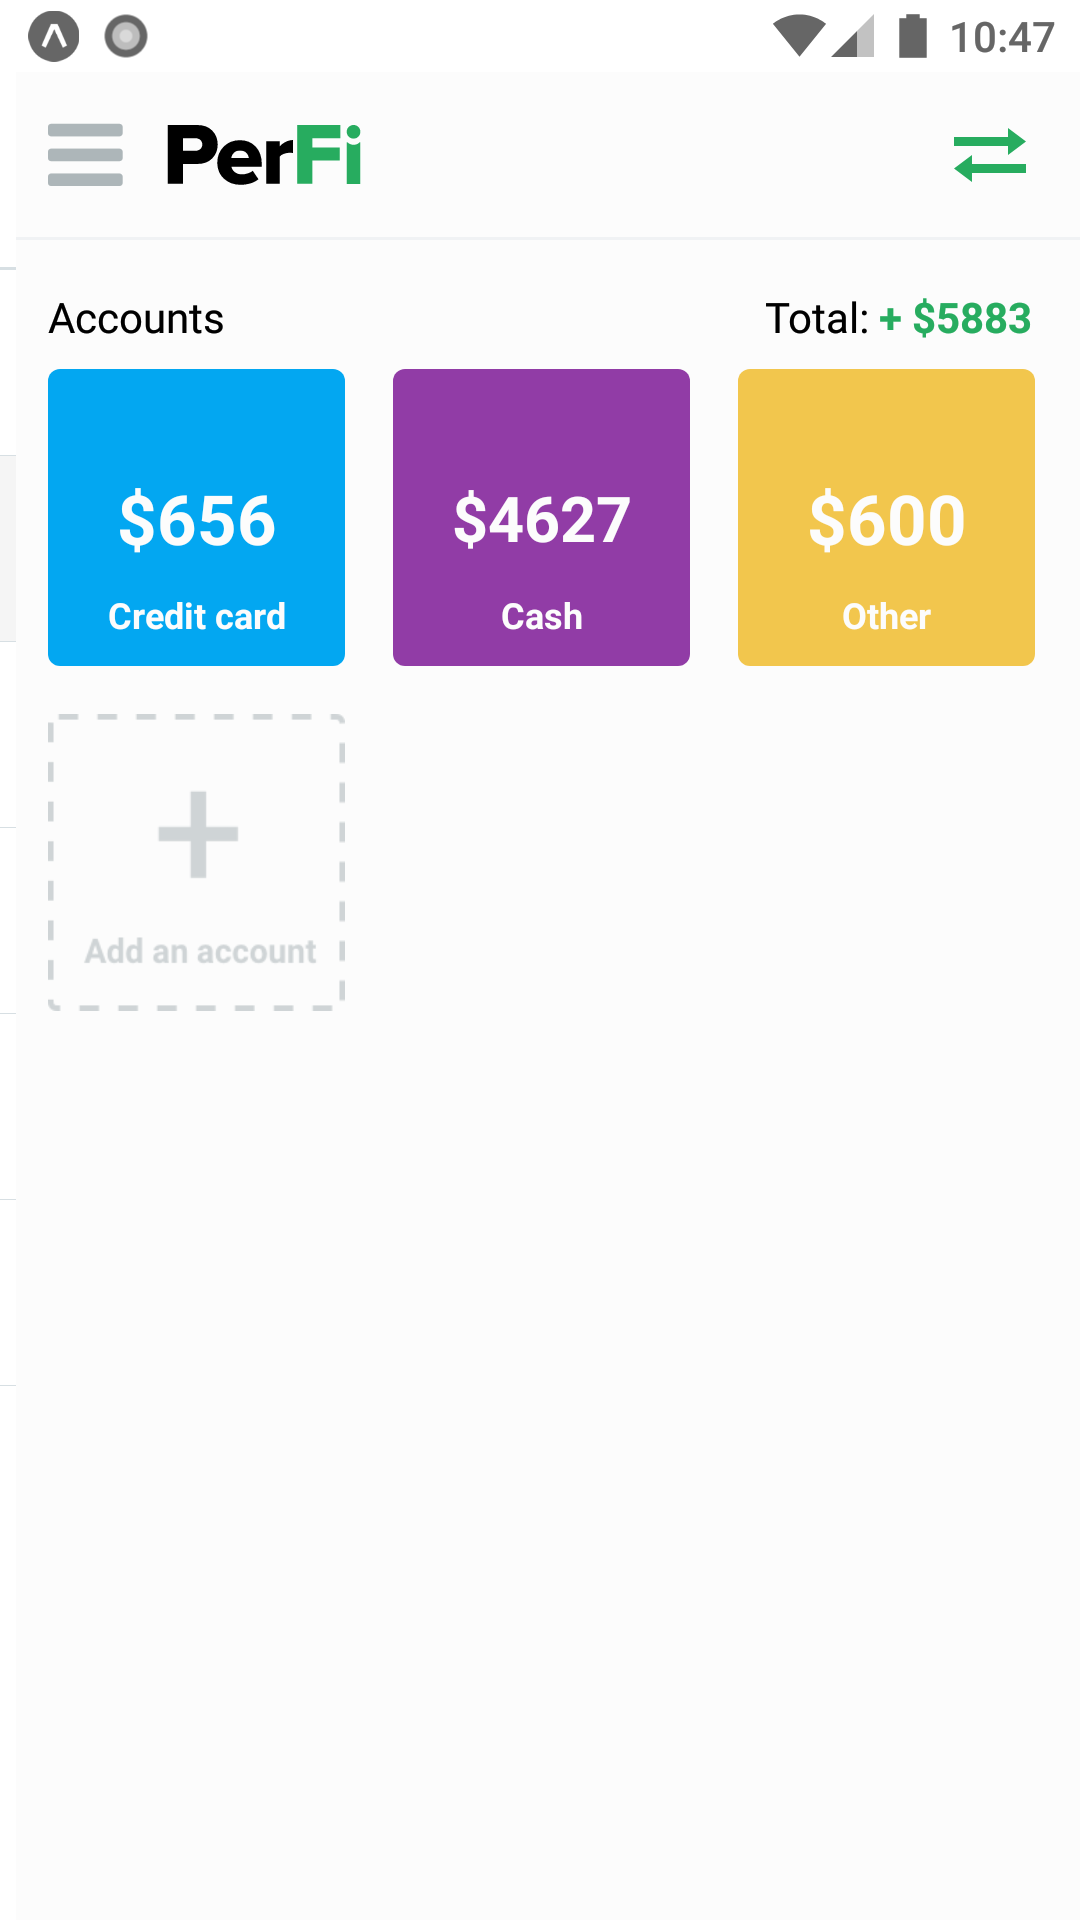 10:47
PerFi
Accounts
Total: + $5883
$656
$4627
$600
Credit card
Cash
Other
Add an account